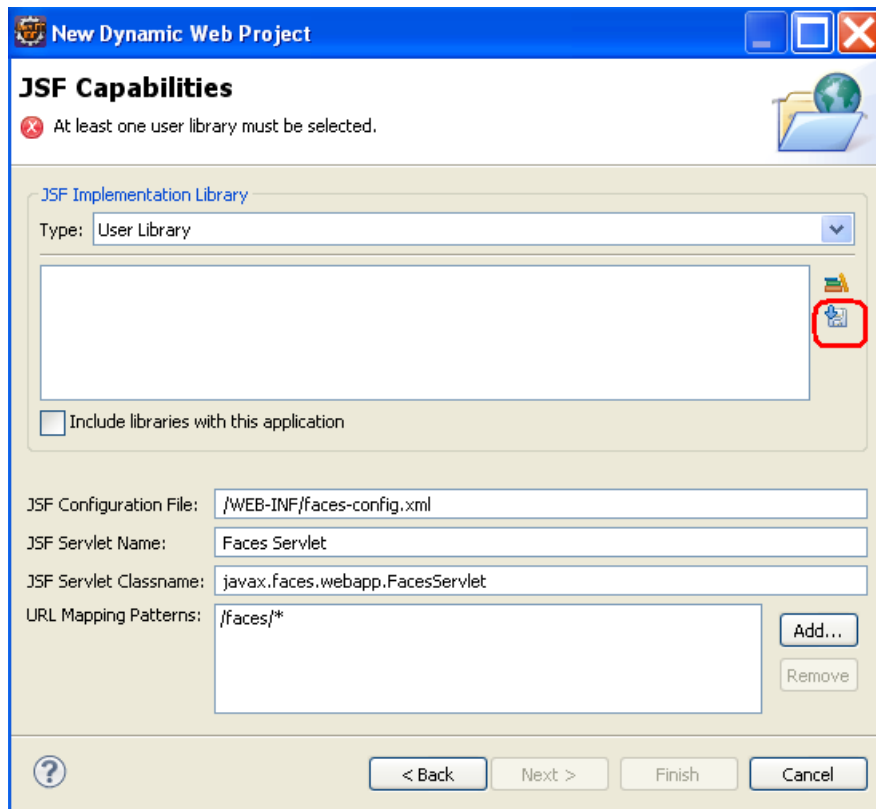 New Dynamic Web Project
JSF Capabilities
At least one user library must be selected.
JSF Implementation Library
Type: User Library
Include libraries with this application
JSF Configuration File: /WEB-INF/faces-config.xml
JSF Servlet Name: Faces Servlet
JSF Servlet Classname: javax.faces.webapp.FacesServlet
URL Mapping Patterns: /faces/*
Add...
Remove
? < Back Next > Finish Cancel